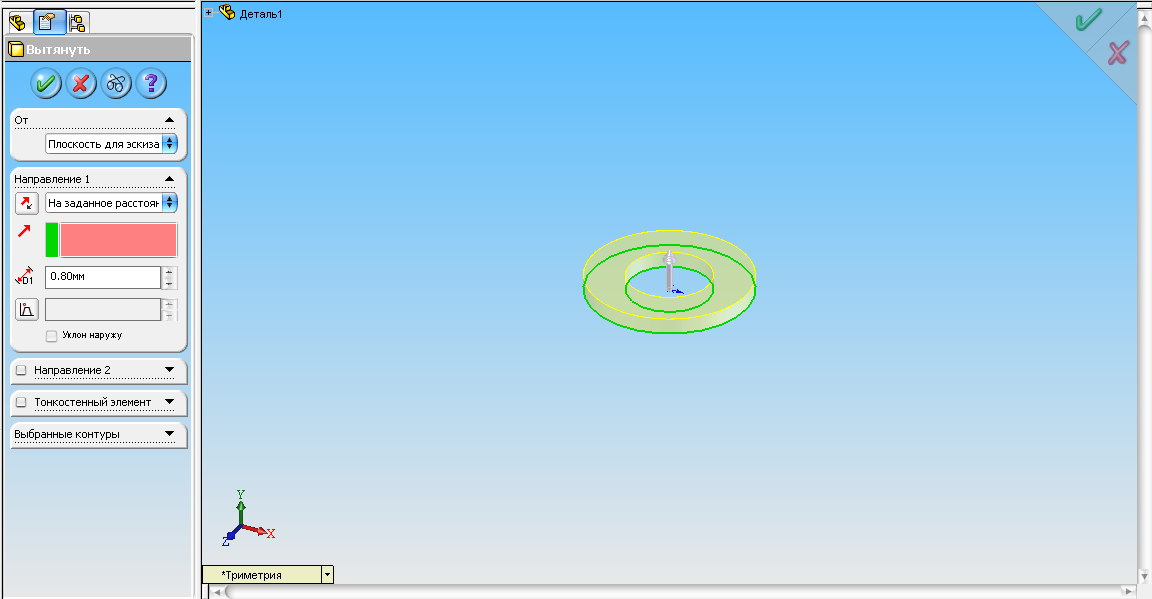 Деталь1
Вытянуть
?
От
Плоскость для эскиза
Направление 1
На заданное расстоян
D1
0.80мм
Уклон наружу
Направление 2
Тонкостенный элемент
Выбранные контуры
Y
X
Z
*Триметрия